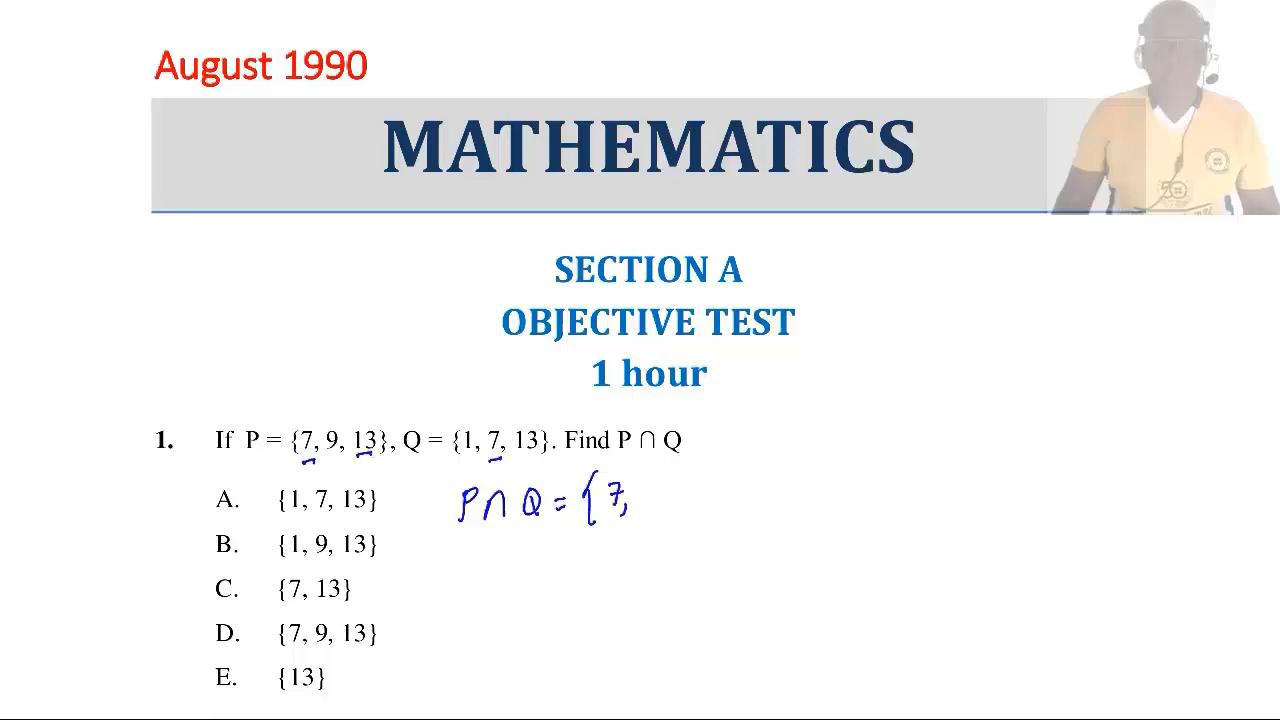 August 1990
MATHEMATICS
SECTION A
OBJECTIVE TEST
1 hour
1. If P = {7, 9, 13}, Q = {1, 7, 13}. Find P ∩ Q
A. {1, 7, 13}
P ∩ Q = {7,
B. {1, 9, 13}
C. {7, 13}
D. {7, 9, 13}
E. {13}